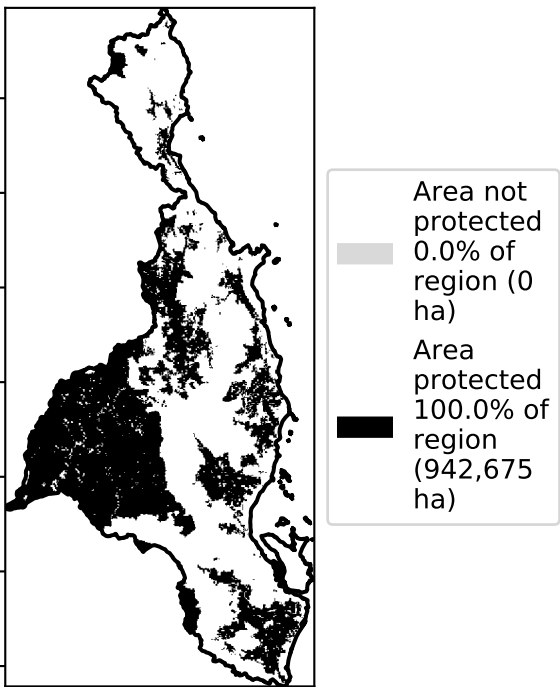 Area not
protected
0.0% of
region (0
ha)
Area
protected
100.0% of
region
(942,675
ha)